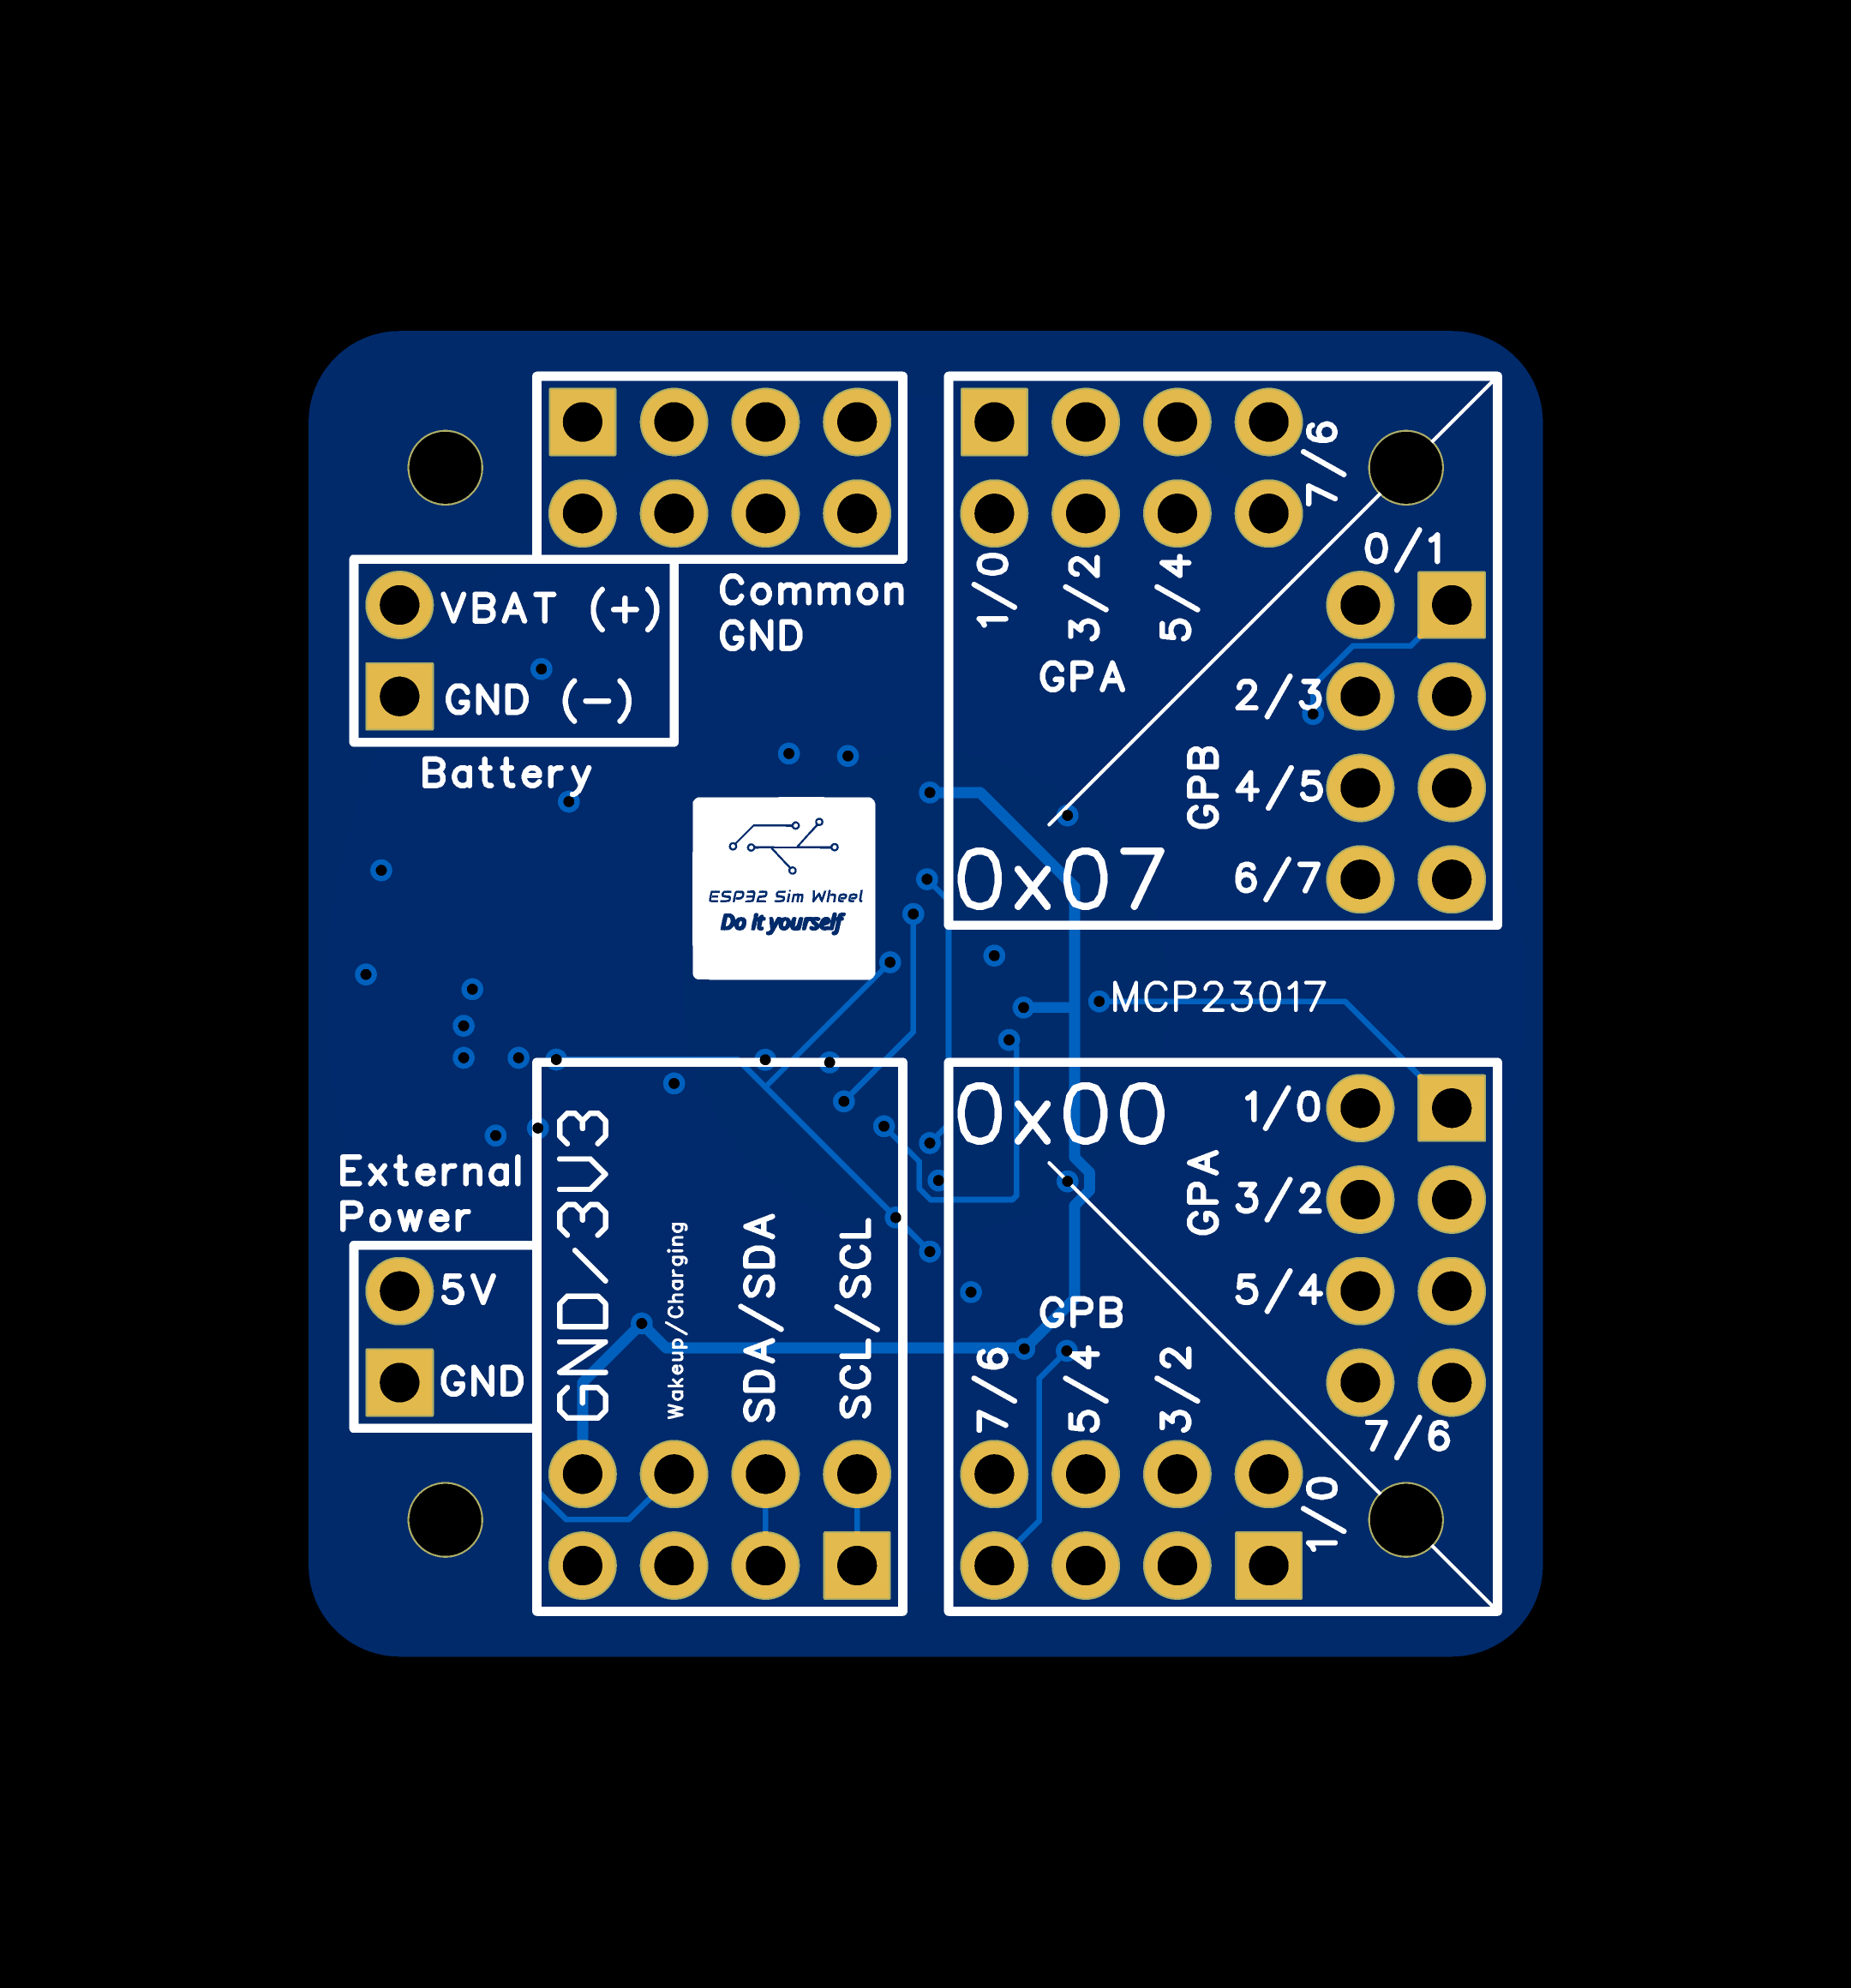 7/6
0/1
1/0
3/2
5/4
GPA
2/3
GPB
4/5
6/7
0x07
VBAT (+)
GND (-)
Battery
Common
GND
ESP32 Sim Wheel
Do it yourself
MCP23017
External
Power
5V
GND
GND/3V3
Wakeup/Charging
SDA/SDA
SCL/SCL
0x00
1/0
GPA
3/2
5/4
7/6
GPB
7/6
5/4
3/2
1/0